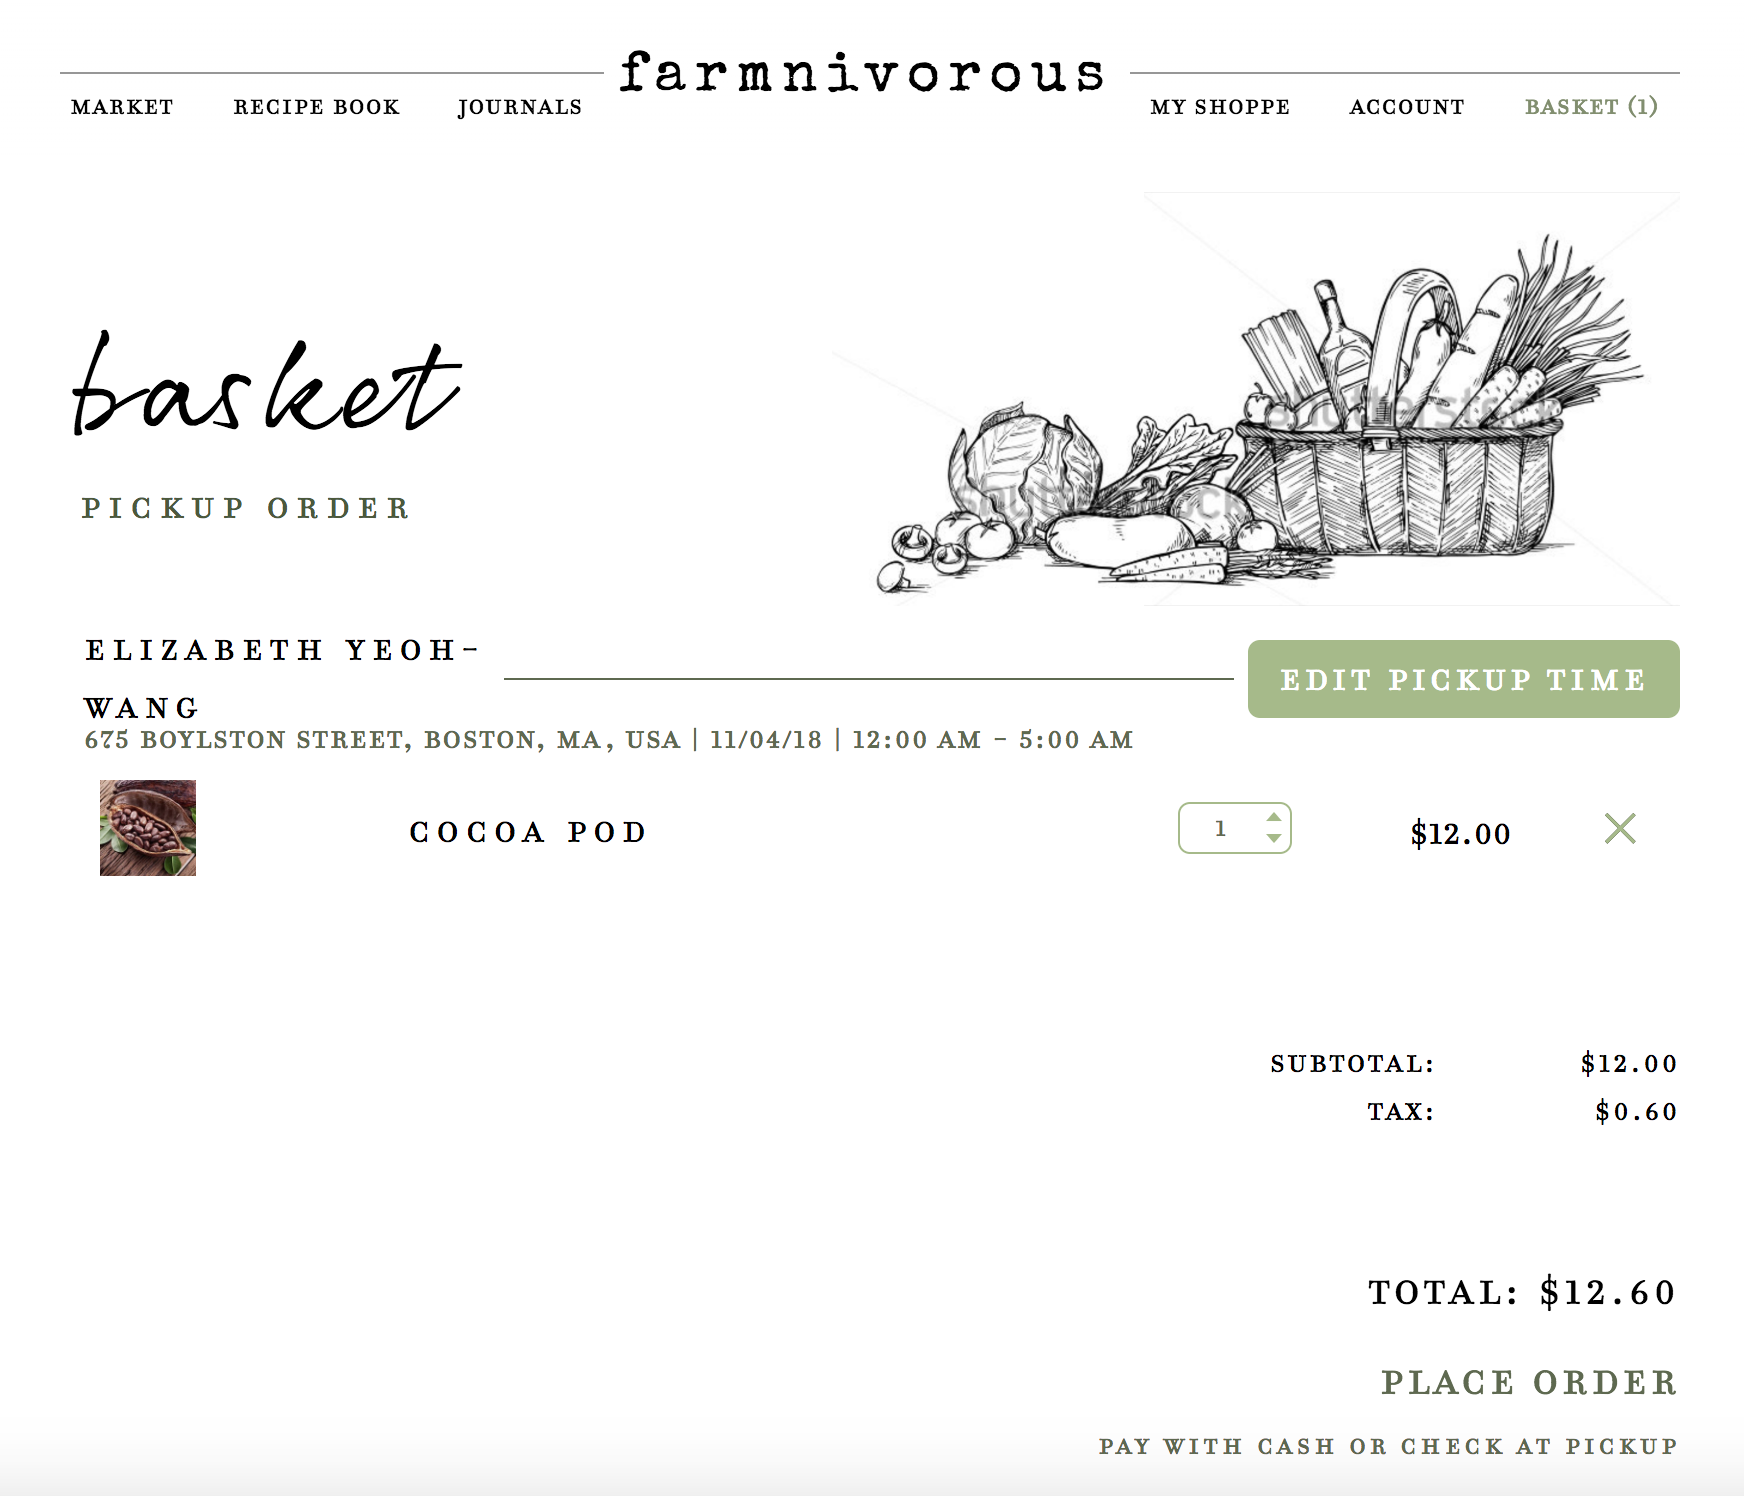 farmnivorous
MARKET RECIPE BOOK JOURNALS MY SHOPPE ACCOUNT BASKET (1)
basket
PICKUP ORDER
shutterstock
shutterstock
ELIZABETH YEOH-
WANG
EDIT PICKUP TIME
675 BOYLSTON STREET, BOSTON, MA, USA | 11/04/18 | 12:00 AM - 5:00 AM
COCOA POD 1 $12.00
SUBTOTAL: $12.00
TAX: $0.60
TOTAL: $12.60
PLACE ORDER
PAY WITH CASH OR CHECK AT PICKUP